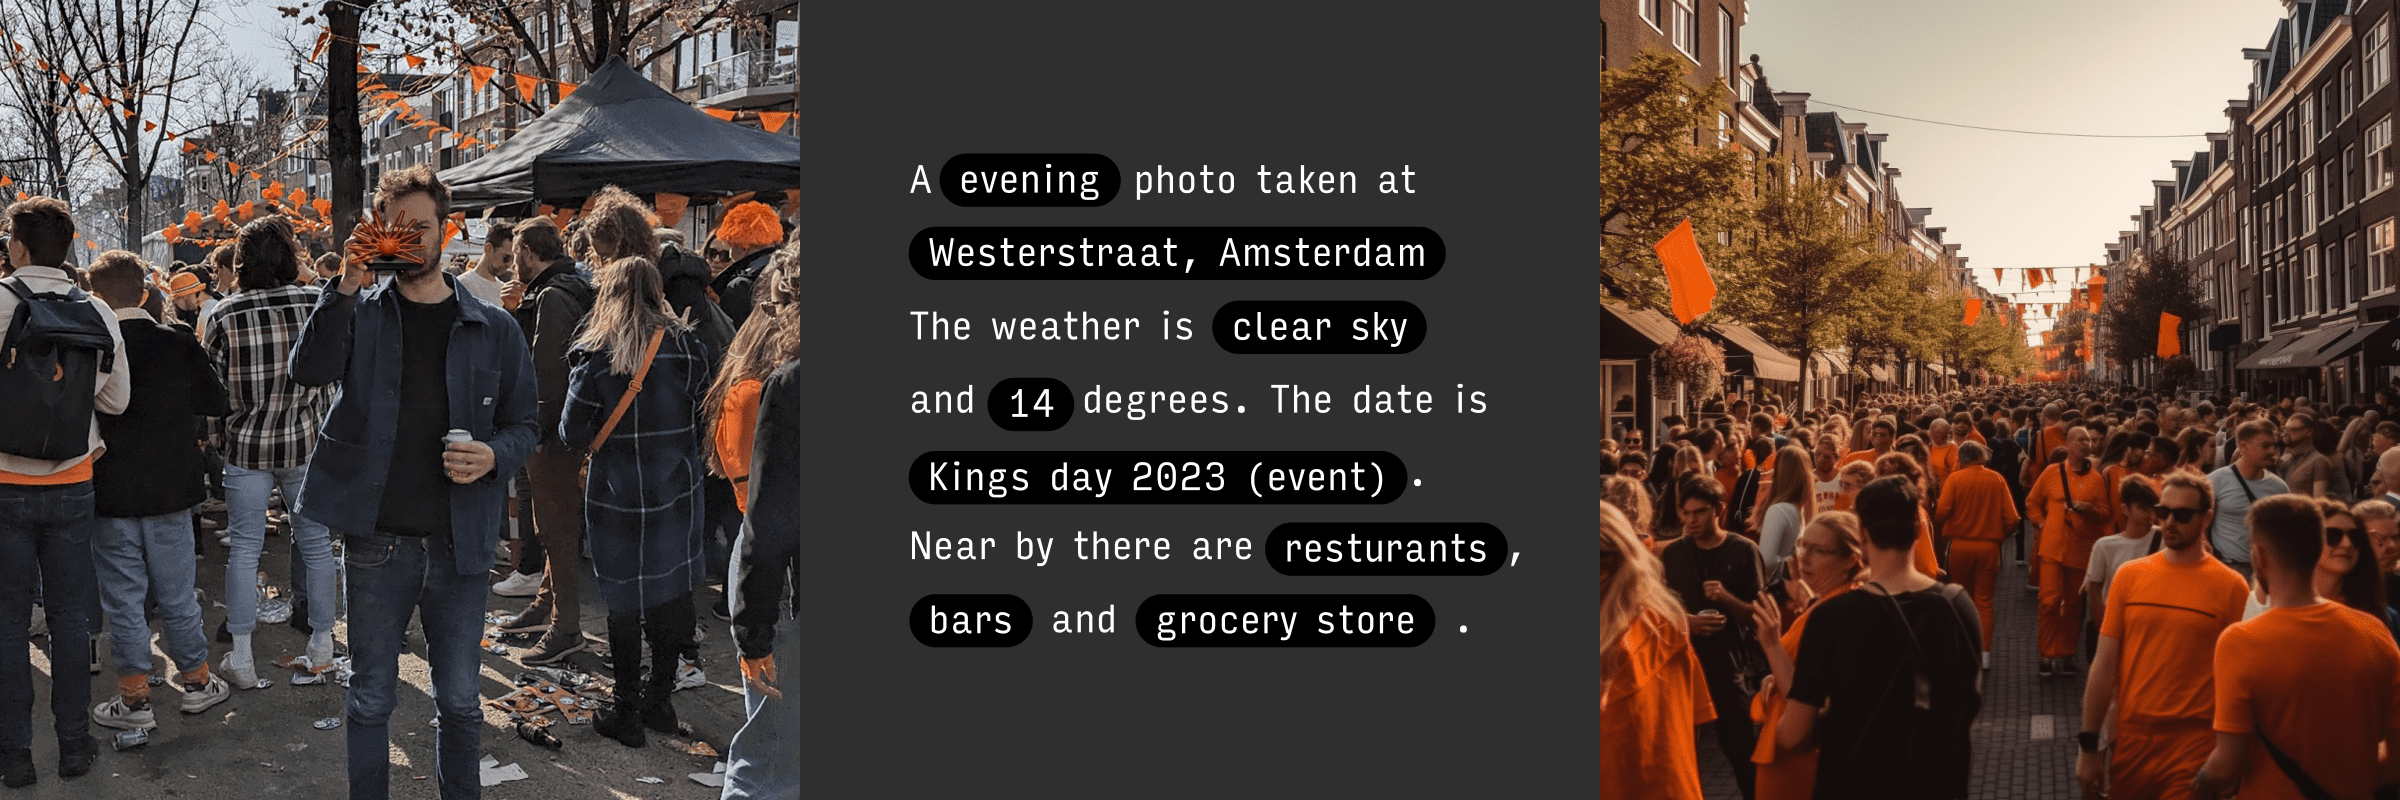 A evening photo taken at
Westerstraat, Amsterdam
The weather is clear sky
and 14 degrees. The date is
Kings day 2023 (event).
Near by there are resturants,
bars and grocery store .